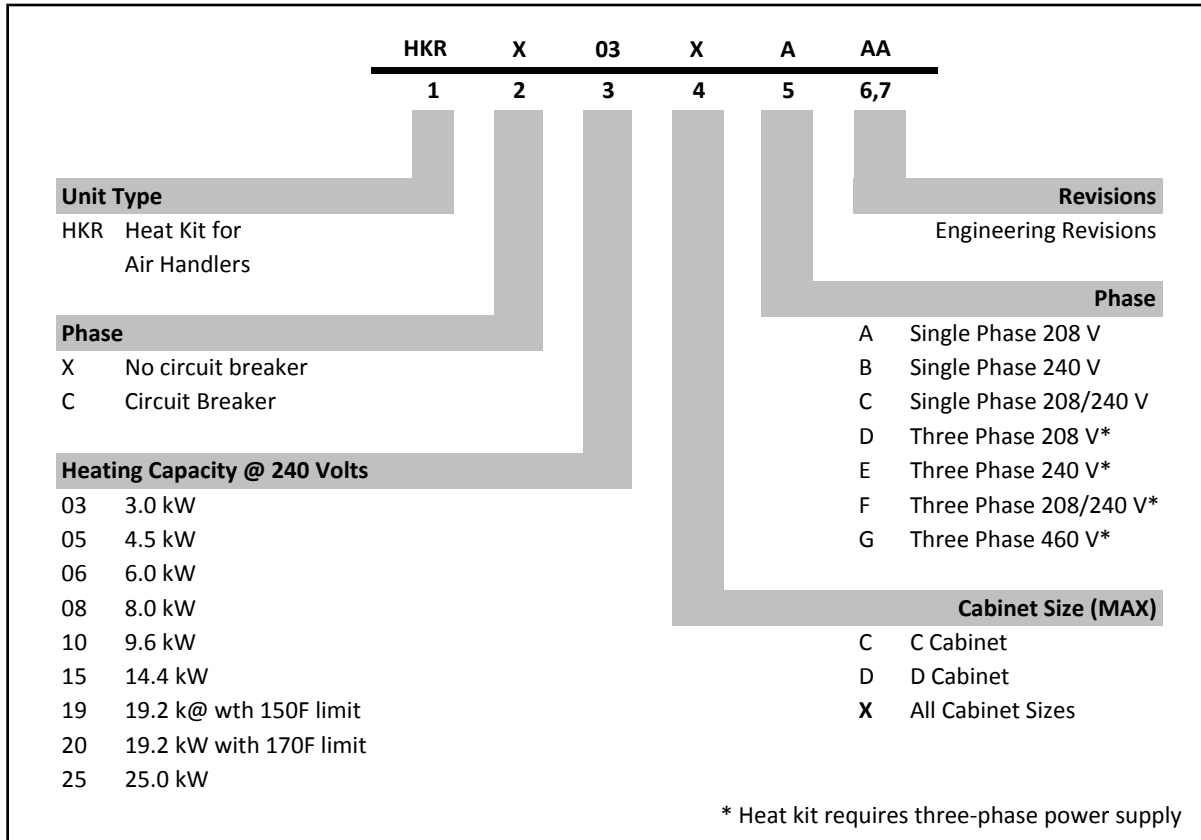 HKR X 03 X A AA
1 2 3 4 5 6,7
Unit Type
HKR Heat Kit for
Air Handlers
Phase
X No circuit breaker
C Circuit Breaker
Heating Capacity @ 240 Volts
03 3.0 kW
05 4.5 kW
06 6.0 kW
08 8.0 kW
10 9.6 kW
15 14.4 kW
19 19.2 k@ wth 150F limit
20 19.2 kW with 170F limit
25 25.0 kW
Revisions
Engineering Revisions
Phase
A Single Phase 208 V
B Single Phase 240 V
C Single Phase 208/240 V
D Three Phase 208 V*
E Three Phase 240 V*
F Three Phase 208/240 V*
G Three Phase 460 V*
Cabinet Size (MAX)
C C Cabinet
D D Cabinet
X All Cabinet Sizes
* Heat kit requires three-phase power supply